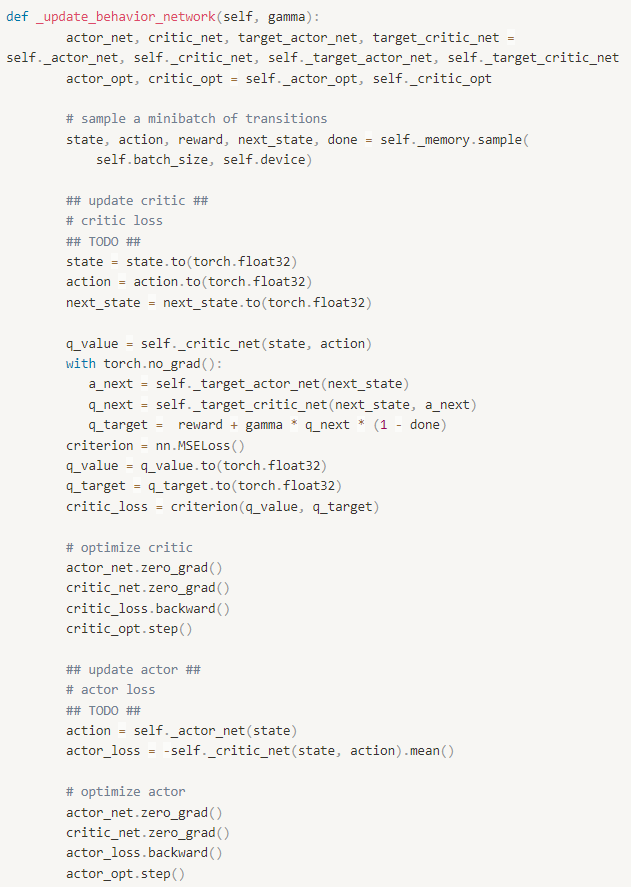 def _update_behavior_network(self, gamma):
        actor_net, critic_net, target_actor_net, target_critic_net =
self._actor_net, self._critic_net, self._target_actor_net, self._target_critic_net
        actor_opt, critic_opt = self._actor_opt, self._critic_opt

        # sample a minibatch of transitions
        state, action, reward, next_state, done = self._memory.sample(
            self.batch_size, self.device)

        ## update critic ##
        # critic loss
        ## TODO ##
        state = state.to(torch.float32)
        action = action.to(torch.float32)
        next_state = next_state.to(torch.float32)

        q_value = self._critic_net(state, action)
        with torch.no_grad():
           a_next = self._target_actor_net(next_state)
           q_next = self._target_critic_net(next_state, a_next)
           q_target =  reward + gamma * q_next * (1 - done)
        criterion = nn.MSELoss()
        q_value = q_value.to(torch.float32)
        q_target = q_target.to(torch.float32)
        critic_loss = criterion(q_value, q_target)

        # optimize critic
        actor_net.zero_grad()
        critic_net.zero_grad()
        critic_loss.backward()
        critic_opt.step()

        ## update actor ##
        # actor loss
        ## TODO ##
        action = self._actor_net(state)
        actor_loss = -self._critic_net(state, action).mean()

        # optimize actor
        actor_net.zero_grad()
        critic_net.zero_grad()
        actor_loss.backward()
        actor_opt.step()